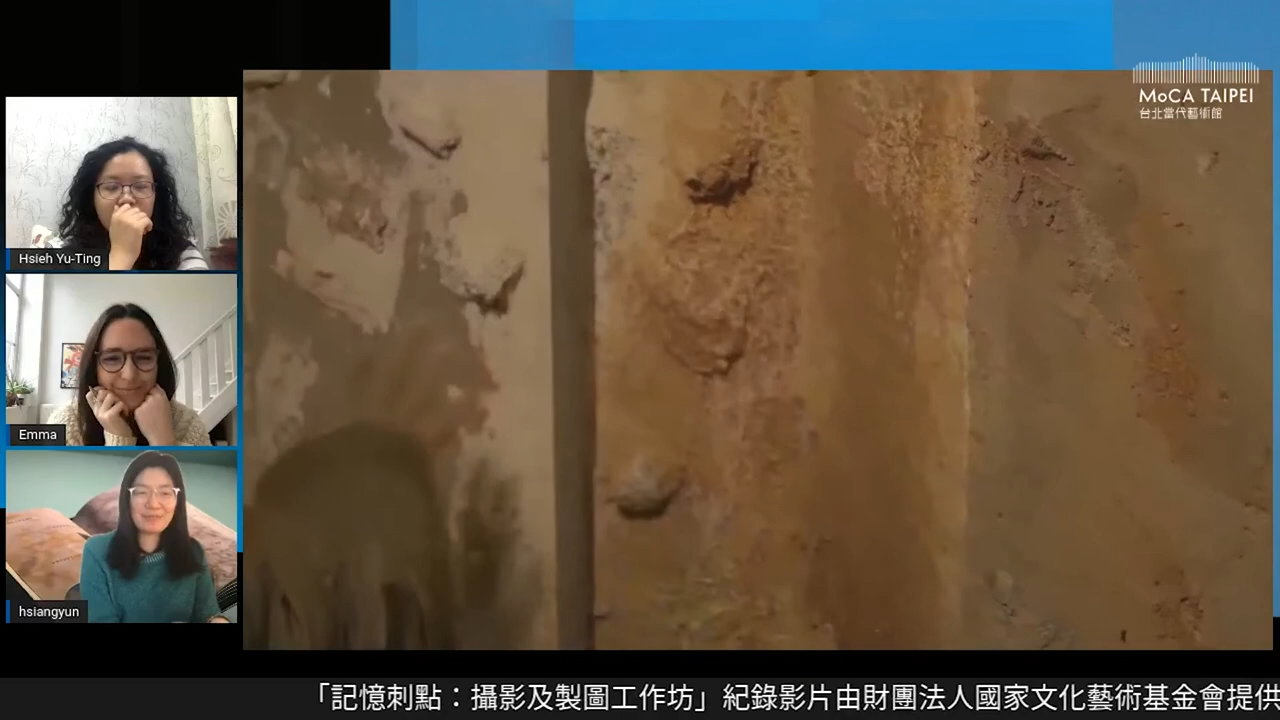 MoCA TAIPEI
台北當代藝術館
Hsieh Yu-Ting
Emma
hsiangyun
「記憶刺點：攝影及製圖工作坊」紀錄影片由財團法人國家文化藝術基金會提供